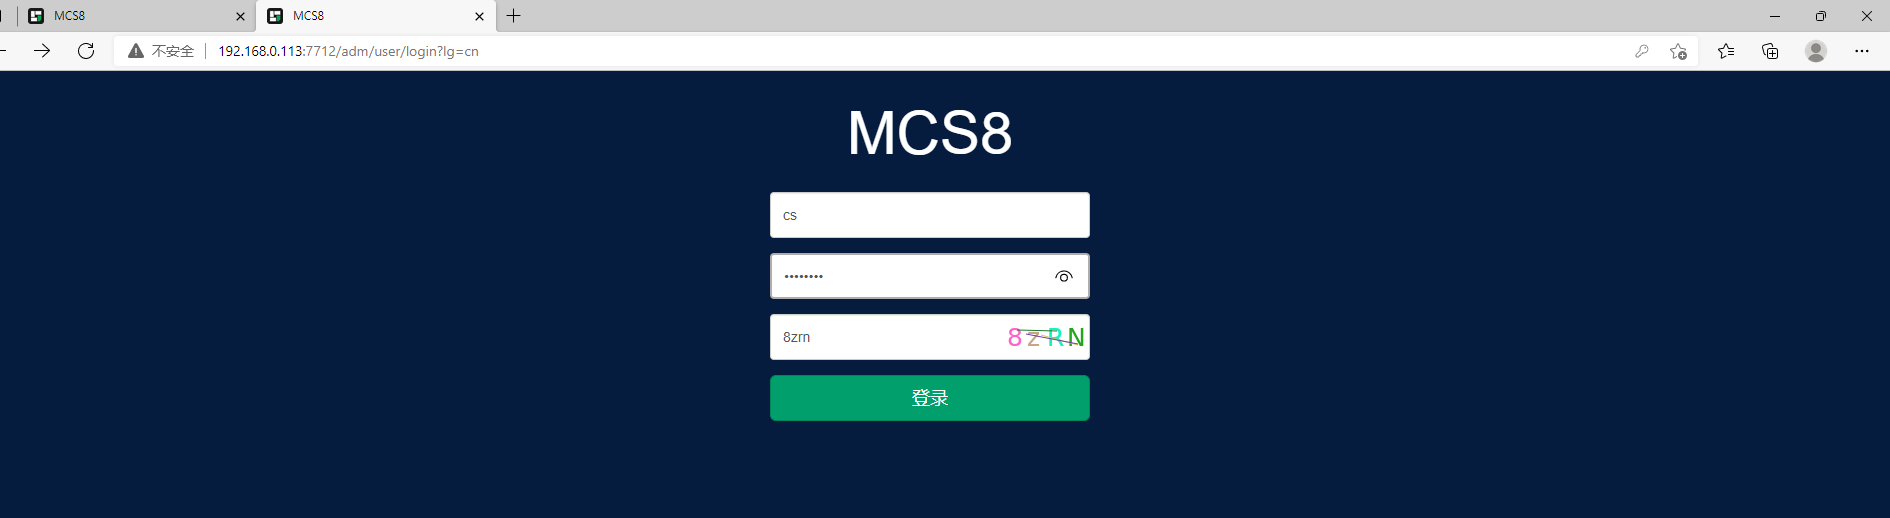 MCS8
MCS8
不安全 192.168.0.113:7712/adm/user/login?lg=cn
MCS8
cs
••••••••
8zrn 8zRN
登录